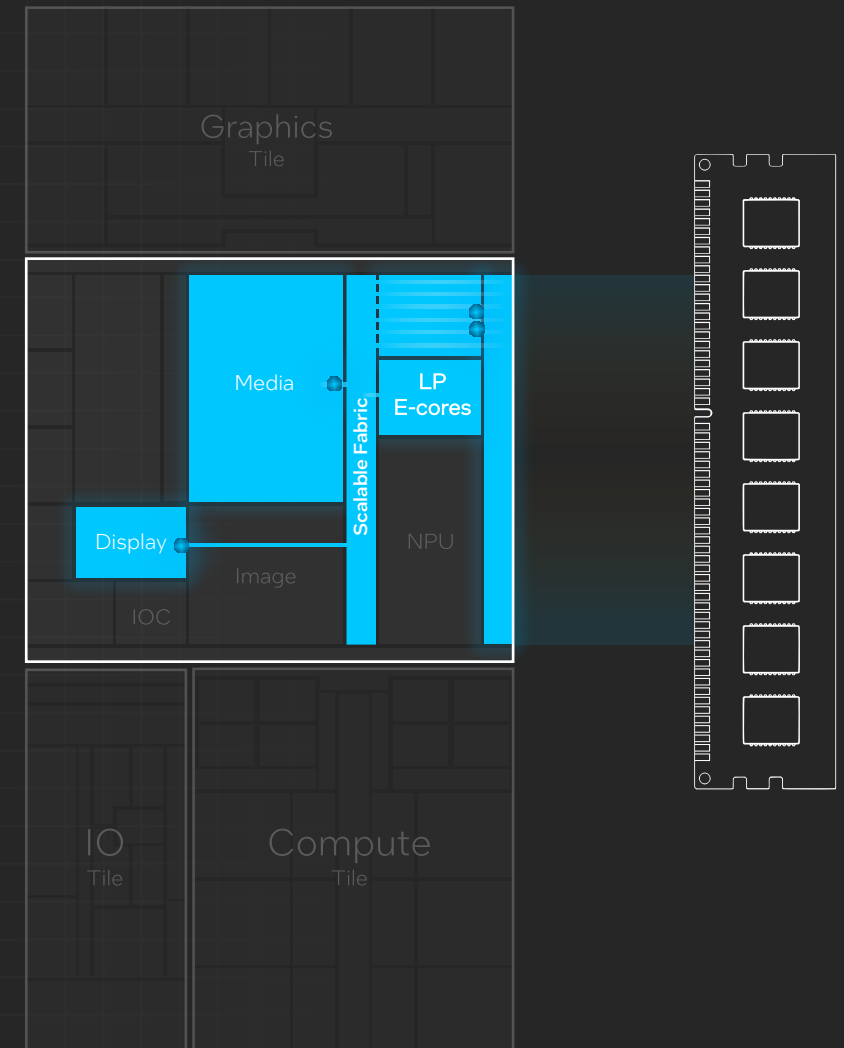 Graphics
Tile
Media
LP
E-cores
Scalable Fabric
Display
NPU
Image
IOC
IO
Tile
Compute
Tile